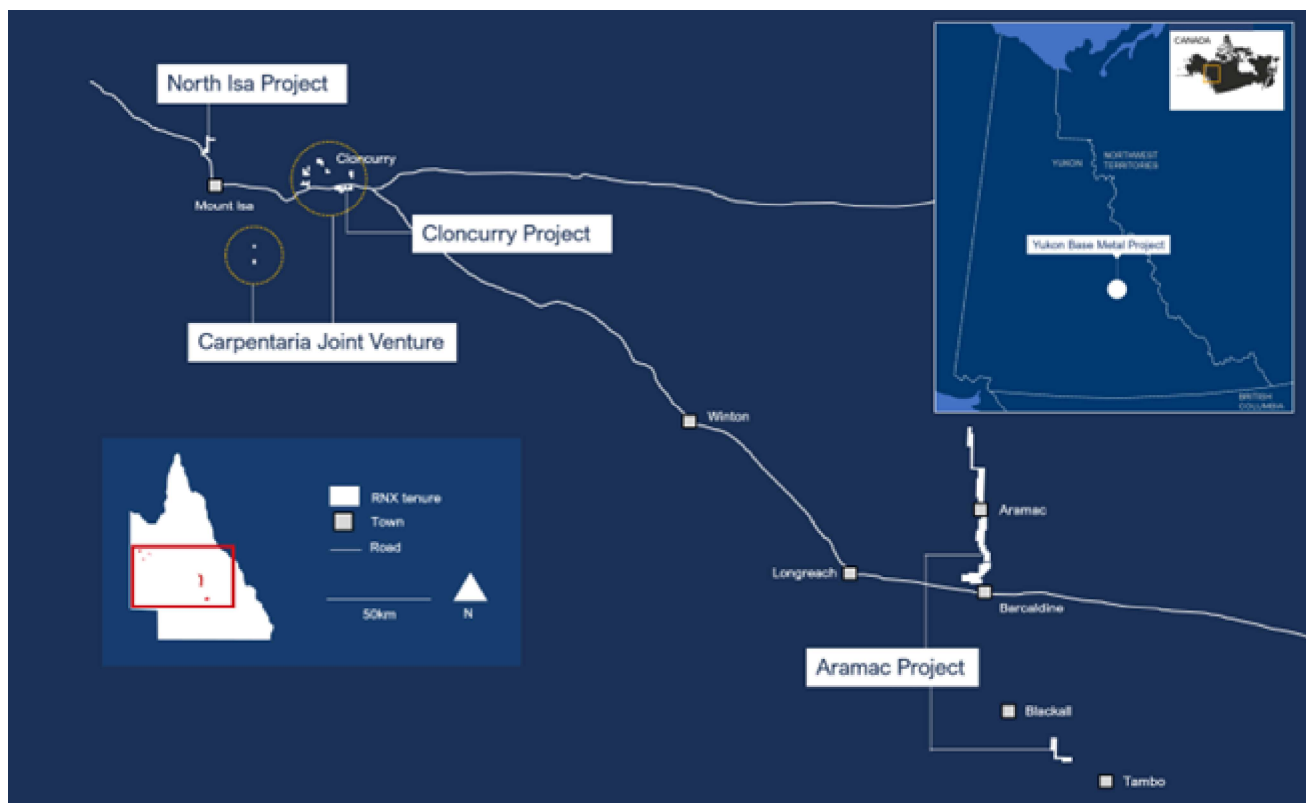 North Isa Project
Cloncurry
Mount Isa
Cloncurry Project
Carpentaria Joint Venture
CANADA
YUKON
NORTHWEST
TERRITORIES
Yukon Base Metal Project
BRITISH
COLUMBIA
Winton
RNX tenure
Town
Road
50km
N
Aramac
Longreach
Barcaldine
Aramac Project
Blackall
Tambo